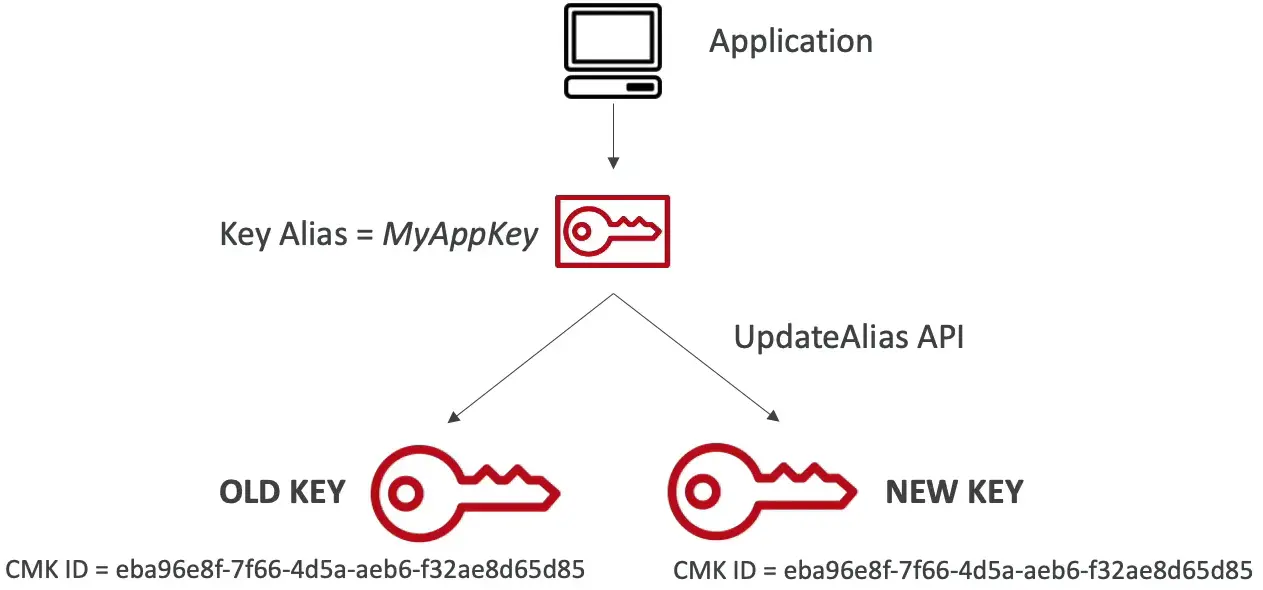 Application
Key Alias = MyAppKey
UpdateAlias API
OLD KEY
NEW KEY
CMK ID = eba96e8f-7f66-4d5a-aeb6-f32ae8d65d85
CMK ID = eba96e8f-7f66-4d5a-aeb6-f32ae8d65d85